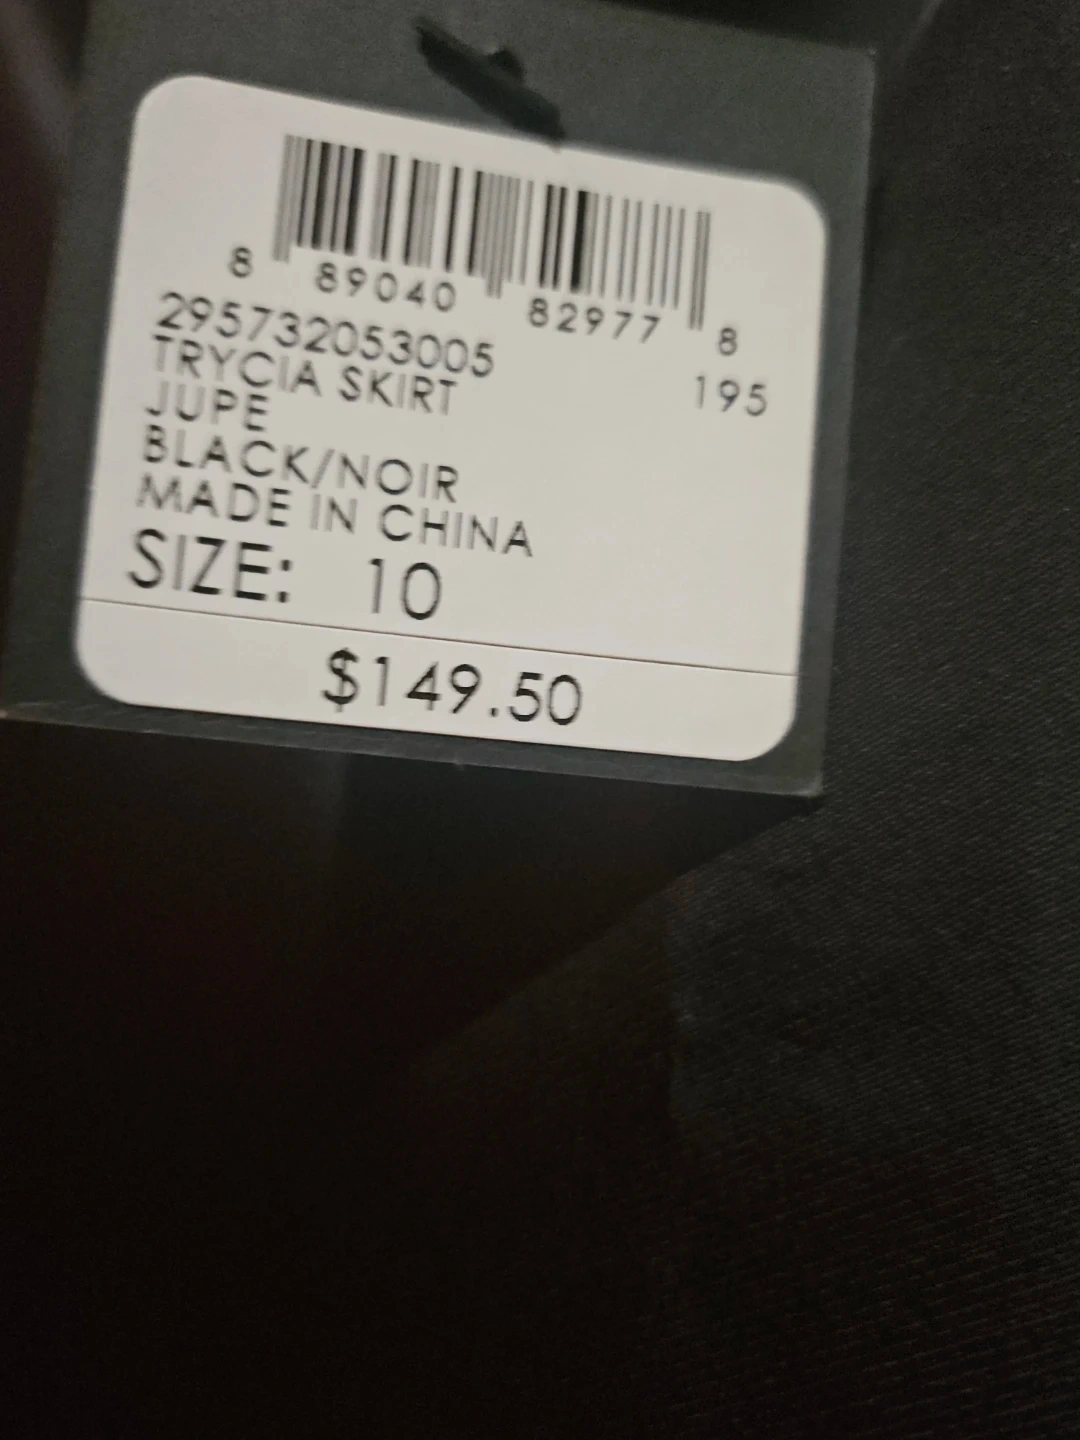 8 89040 82977 8
295732053005
195
TRYCIA SKIRT
JUPE
BLACK/NOIR
MADE IN CHINA
SIZE: 10
$149.50